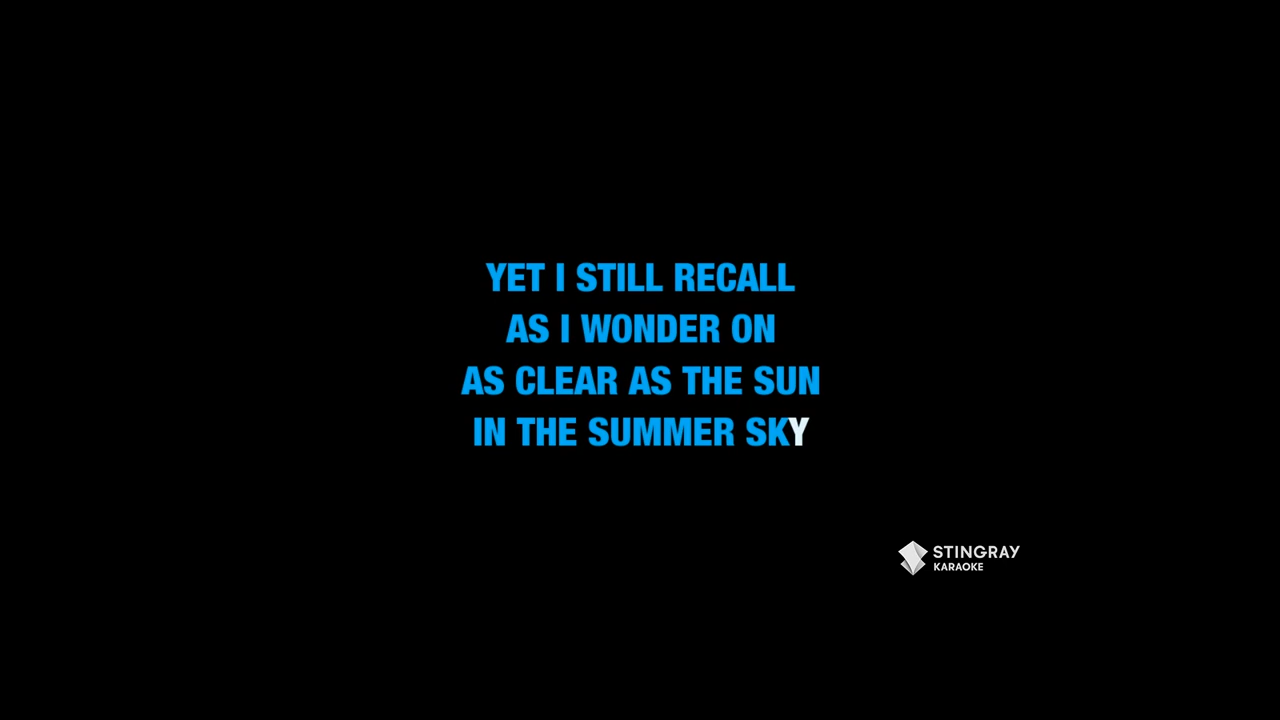 YET I STILL RECALL
AS I WONDER ON
AS CLEAR AS THE SUN
IN THE SUMMER SKY
STINGRAY
KARAOKE